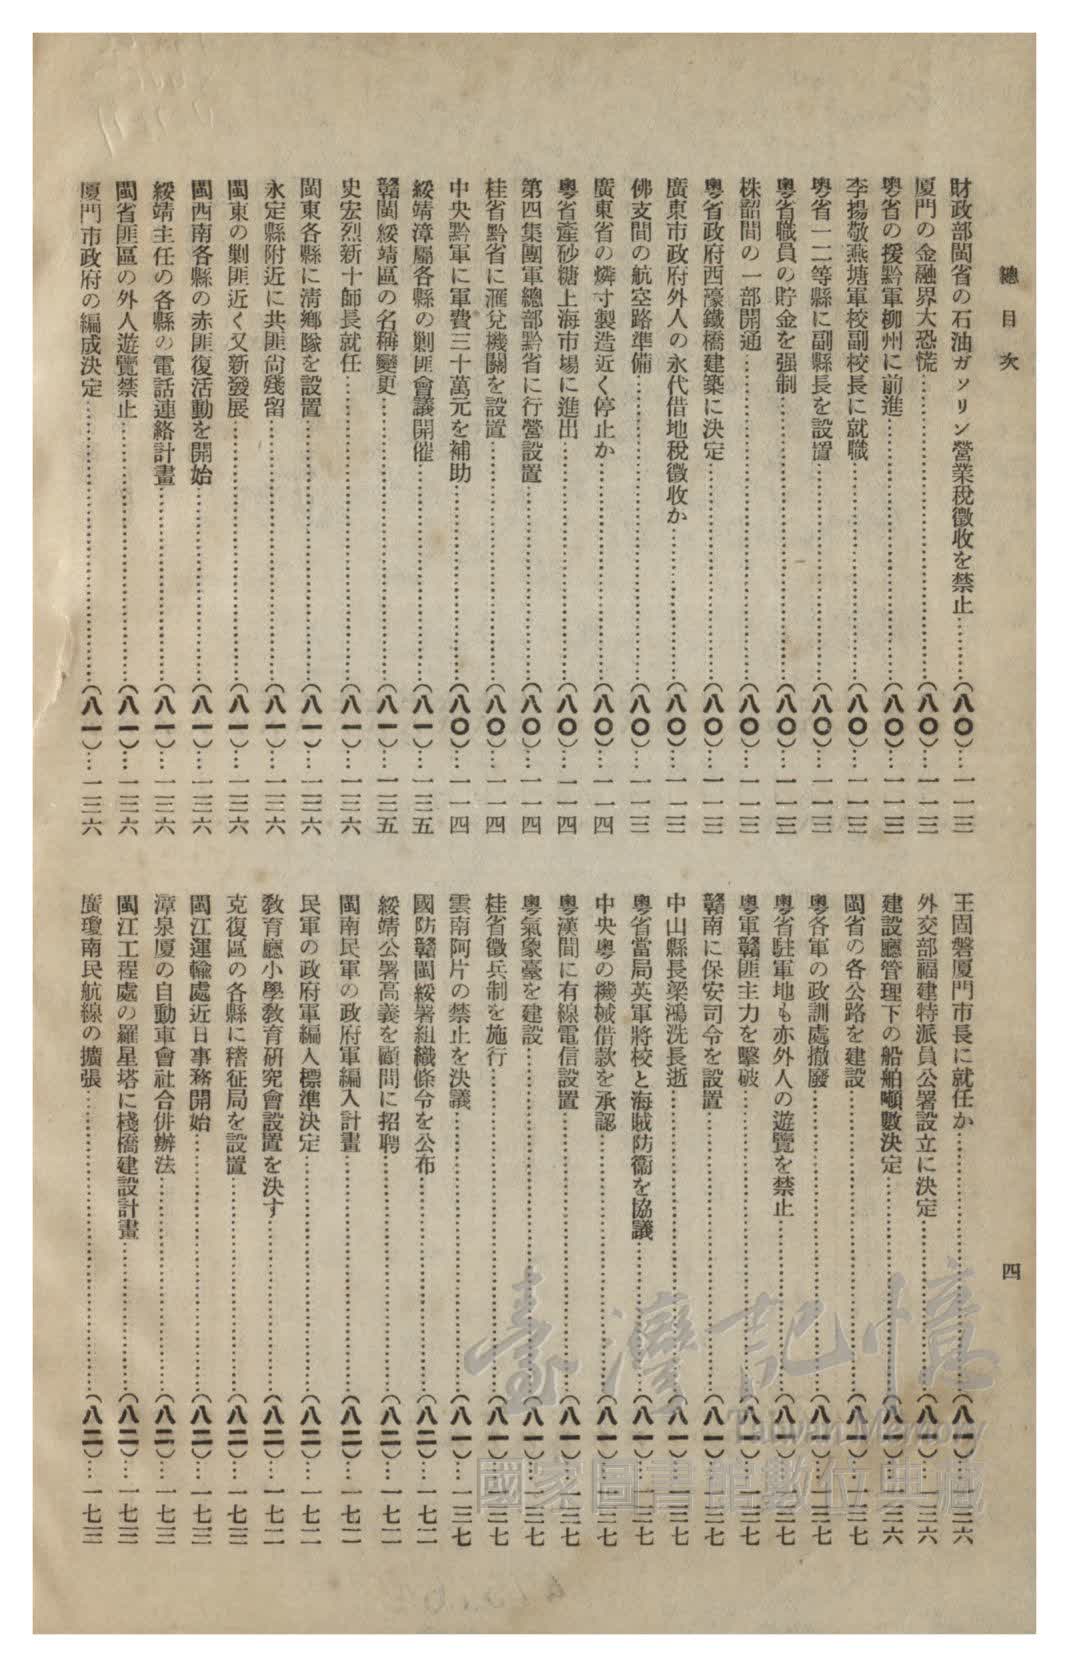 總目次
四
財政部閩省の石油ガソリン營業稅徵收を禁止………(八〇)…一一三
厦門の金融界大恐慌………(八〇)…一一三
粤省の援黔軍柳州に前進………(八〇)…一一三
李揚敬燕塘軍校副校長に就職………(八〇)…一一三
粤省一二等縣に副縣長を設置………(八〇)…一一三
粤省職員の貯金を强制………(八〇)…一一三
株韶間の一部開通………(八〇)…一一三
粤省政府西濠鐵橋建築に決定………(八〇)…一一三
廣東市政府外人の永代借地稅徵收か………(八〇)…一一三
佛支間の航空路準備………(八〇)…一一三
廣東省の燐寸製造近く停止か………(八〇)…一一四
粤省產砂糖上海市場に進出………(八〇)…一一四
第四集團軍總部黔省に行營設置………(八〇)…一一四
桂省黔省に滙兌機關を設置………(八〇)…一一四
中央黔軍に軍費三十萬元を補助………(八〇)…一一四
綏靖漳屬各縣の剿匪會議開催………(八一)…一三五
贛閩綏靖區の名稱變更………(八一)…一三五
史宏烈新十師長就任………(八一)…一三六
閩東各縣に淸鄕隊を設置………(八一)…一三六
永定縣附近に共匪尙殘留………(八一)…一三六
閩東の剿匪近く又新發展………(八一)…一三六
閩西南各縣の赤匪復活動を開始………(八一)…一三六
綏靖主任の各縣の電話連絡計畫………(八一)…一三六
閩省匪區の外人遊覽禁止………(八一)…一三六
厦門市政府の編成決定………(八一)…一三六
王固磐厦門市長に就任か………(八一)…一三六
外交部福建特派員公署設立に決定………(八一)…一三六
建設廳管理下の船舶噸數決定………(八一)…一三六
閩省の各公路を建設………(八一)…一三七
粤各軍の政訓處撤廢………(八一)…一三七
粤省駐軍地も亦外人の遊覽を禁止………(八一)…一三七
粤軍贛匪主力を擊破………(八一)…一三七
贛南に保安司令を設置………(八一)…一三七
中山縣長梁鴻洸長逝………(八一)…一三七
粤省當局英軍將校と海賊防衞を協議………(八一)…一三七
中央粤の機械借款を承認………(八一)…一三七
粤漢間に有線電信設置………(八一)…一三七
粤氣象臺を建設………(八一)…一三七
桂省徵兵制を施行………(八一)…一三七
雲南阿片の禁止を決議………(八一)…一三七
國防贛閩綏署組織條令を公布………(八二)…一七二
綏靖公署高義を顧問に招聘………(八二)…一七二
閩南民軍の政府軍編入計畫………(八二)…一七二
民軍の政府軍編入標準決定………(八二)…一七二
敎育廳小學敎育硏究會設置を決す………(八二)…一七二
克復區の各縣に稽征局を設置………(八二)…一七三
閩江運輸處近日事務開始………(八二)…一七三
漳泉厦の自動車會社合併辦法………(八二)…一七三
閩江工程處の羅星塔に棧橋建設計畫………(八二)…一七三
廣瓊南民航線の擴張………(八二)…一七三
臺灣記憶
Taiwan Memory
國家圖書館數位典藏